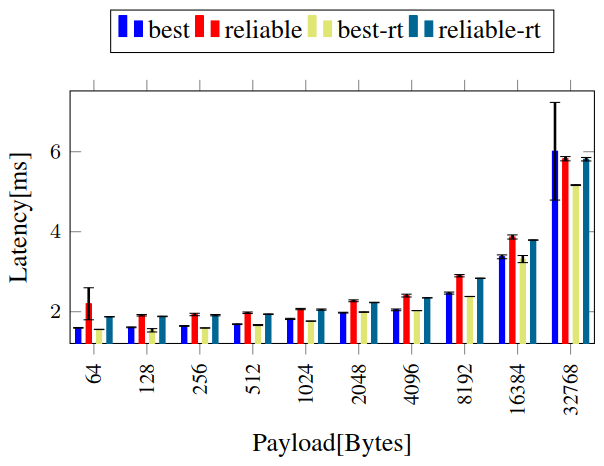 best reliable best-rt reliable-rt
Latency[ms]
6
4
2
64 128 256 512 1024 2048 4096 8192 16384 32768
Payload[Bytes]